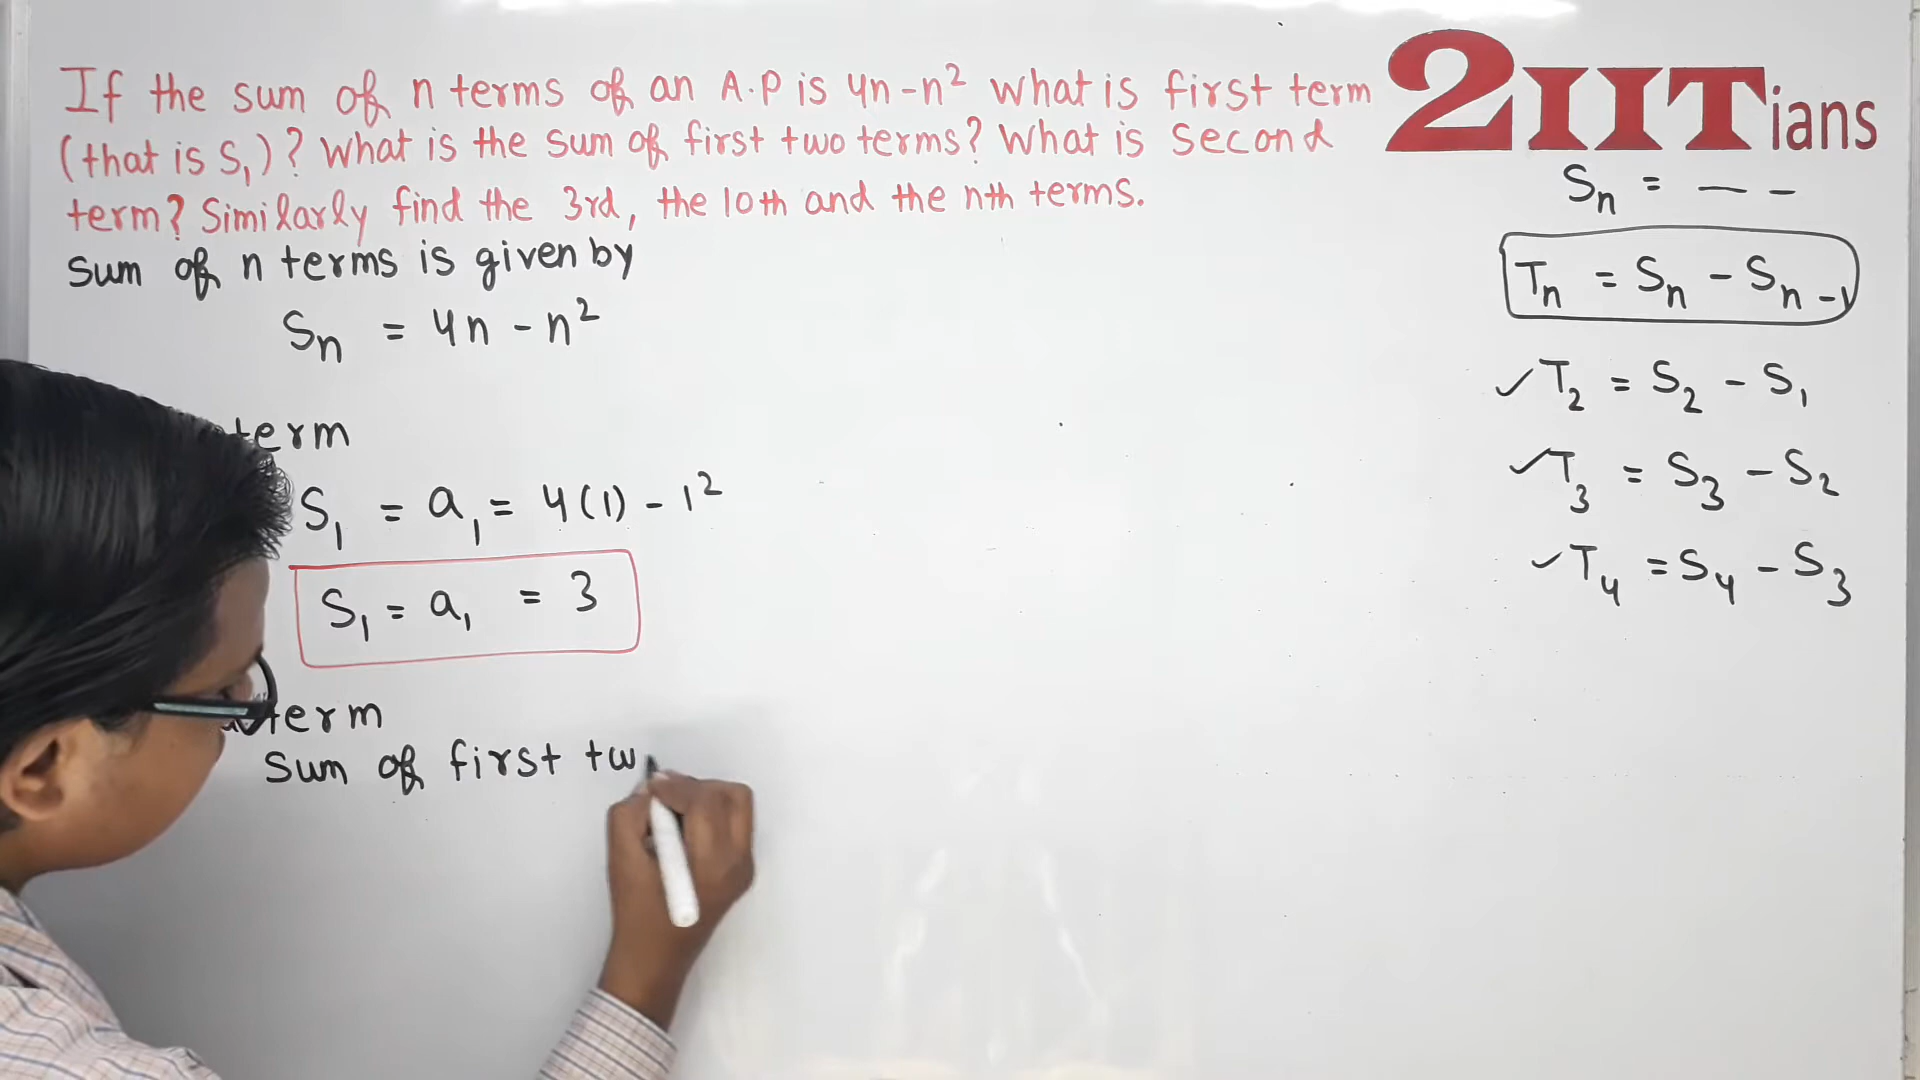 If the sum of n terms of an A.P is 4n-n² what is first term
(that is S₁)? What is the sum of first two terms? What is second
term? Similarly find the 3rd, the 10th and the nth terms.
Sum of n terms is given by
Sₙ = 4n - n²
term
S₁ = a₁ = 4(1) - 1²
S₁ = a₁ = 3
term
Sum of first tw
2IITians
Sₙ = — –
Tₙ = Sₙ - Sₙ₋₁
✓T₂ = S₂ - S₁
✓T₃ = S₃ - S₂
✓T₄ = S₄ - S₃